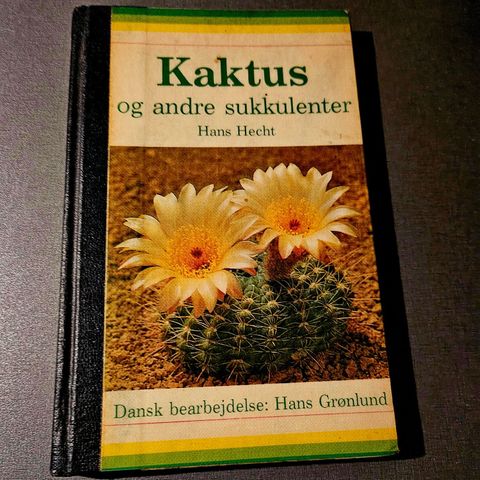 Kaktus
og andre sukkulenter
Hans Hecht
Dansk bearbejdelse: Hans Grønlund